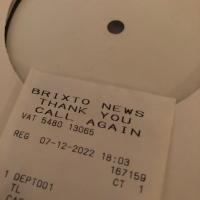 BRIXTO NEWS
THANK YOU
CALL AGAIN
VAT 5480 13065
REG 07-12-2022 18:03
167159
CT 1
1 DEPT001
TL